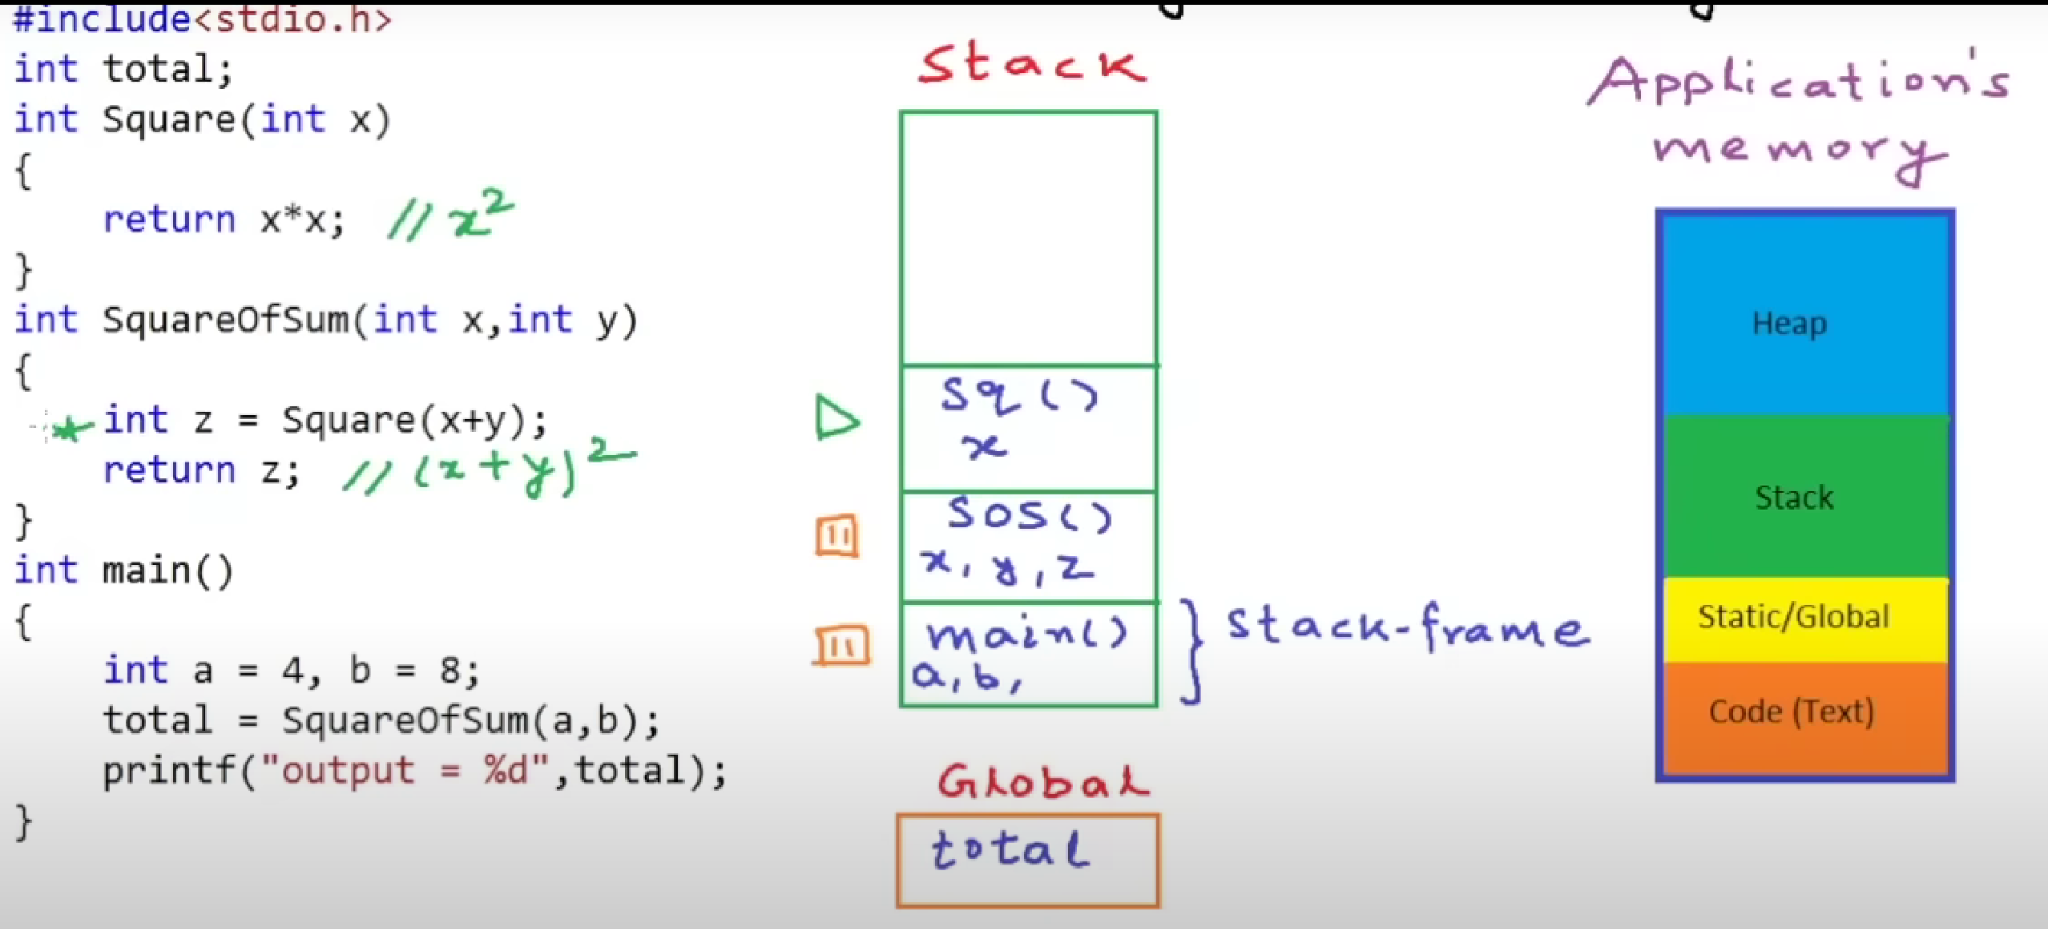 #include<stdio.h>
int total;
int Square(int x)
{
    return x*x; // x²
}
int SquareOfSum(int x,int y)
{
    int z = Square(x+y);
    return z; // (x+y)²
}
int main()
{
    int a = 4, b = 8;
    total = SquareOfSum(a,b);
    printf("output = %d",total);
}
Stack
Sq()
x
SOS()
x, y, z
main()
a, b,
stack-frame
Global
total
Application's
memory
Heap
Stack
Static/Global
Code (Text)